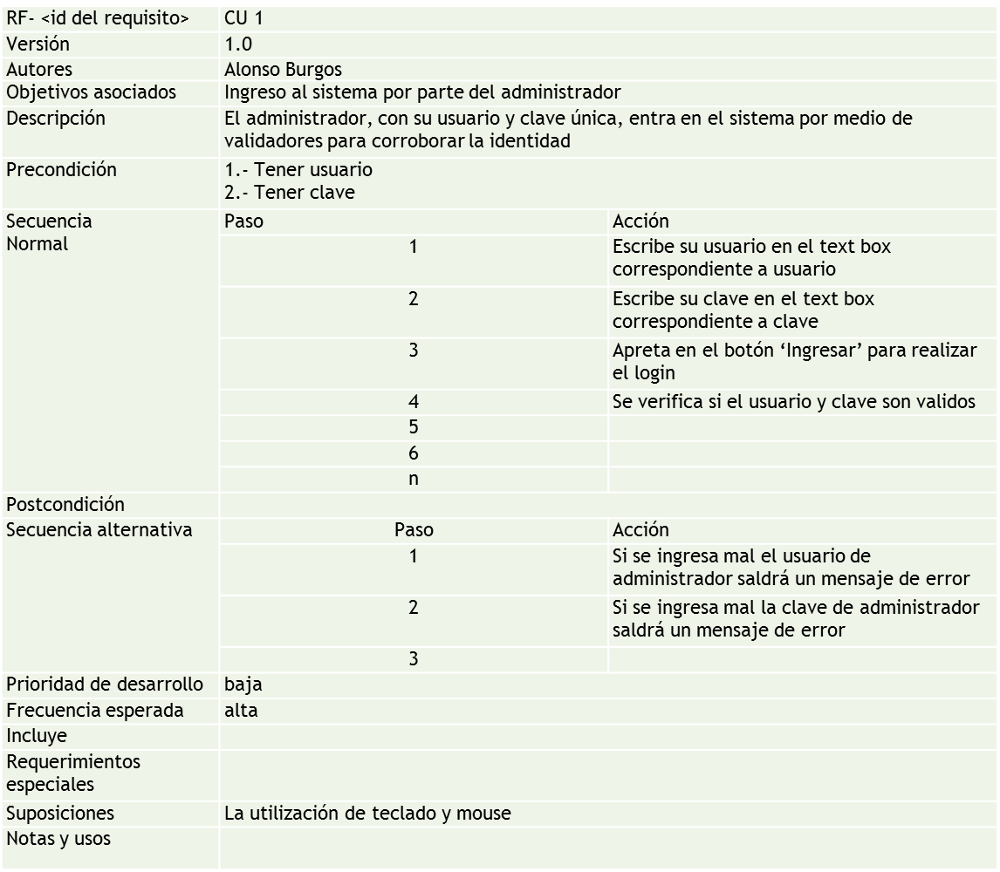 RF- <id del requisito> CU 1
Versión 1.0
Autores Alonso Burgos
Objetivos asociados Ingreso al sistema por parte del administrador
Descripción El administrador, con su usuario y clave única, entra en el sistema por medio de
validadores para corroborar la identidad
Precondición 1.- Tener usuario
2.- Tener clave
Secuencia Paso Acción
Normal
1 Escribe su usuario en el text box
correspondiente a usuario
2 Escribe su clave en el text box
correspondiente a clave
3 Apreta en el botón ‘Ingresar’ para realizar
el login
4 Se verifica si el usuario y clave son validos
5
6
n
Postcondición
Secuencia alternativa Paso Acción
1 Si se ingresa mal el usuario de
administrador saldrá un mensaje de error
2 Si se ingresa mal la clave de administrador
saldrá un mensaje de error
3
Prioridad de desarrollo baja
Frecuencia esperada alta
Incluye
Requerimientos
especiales
Suposiciones La utilización de teclado y mouse
Notas y usos